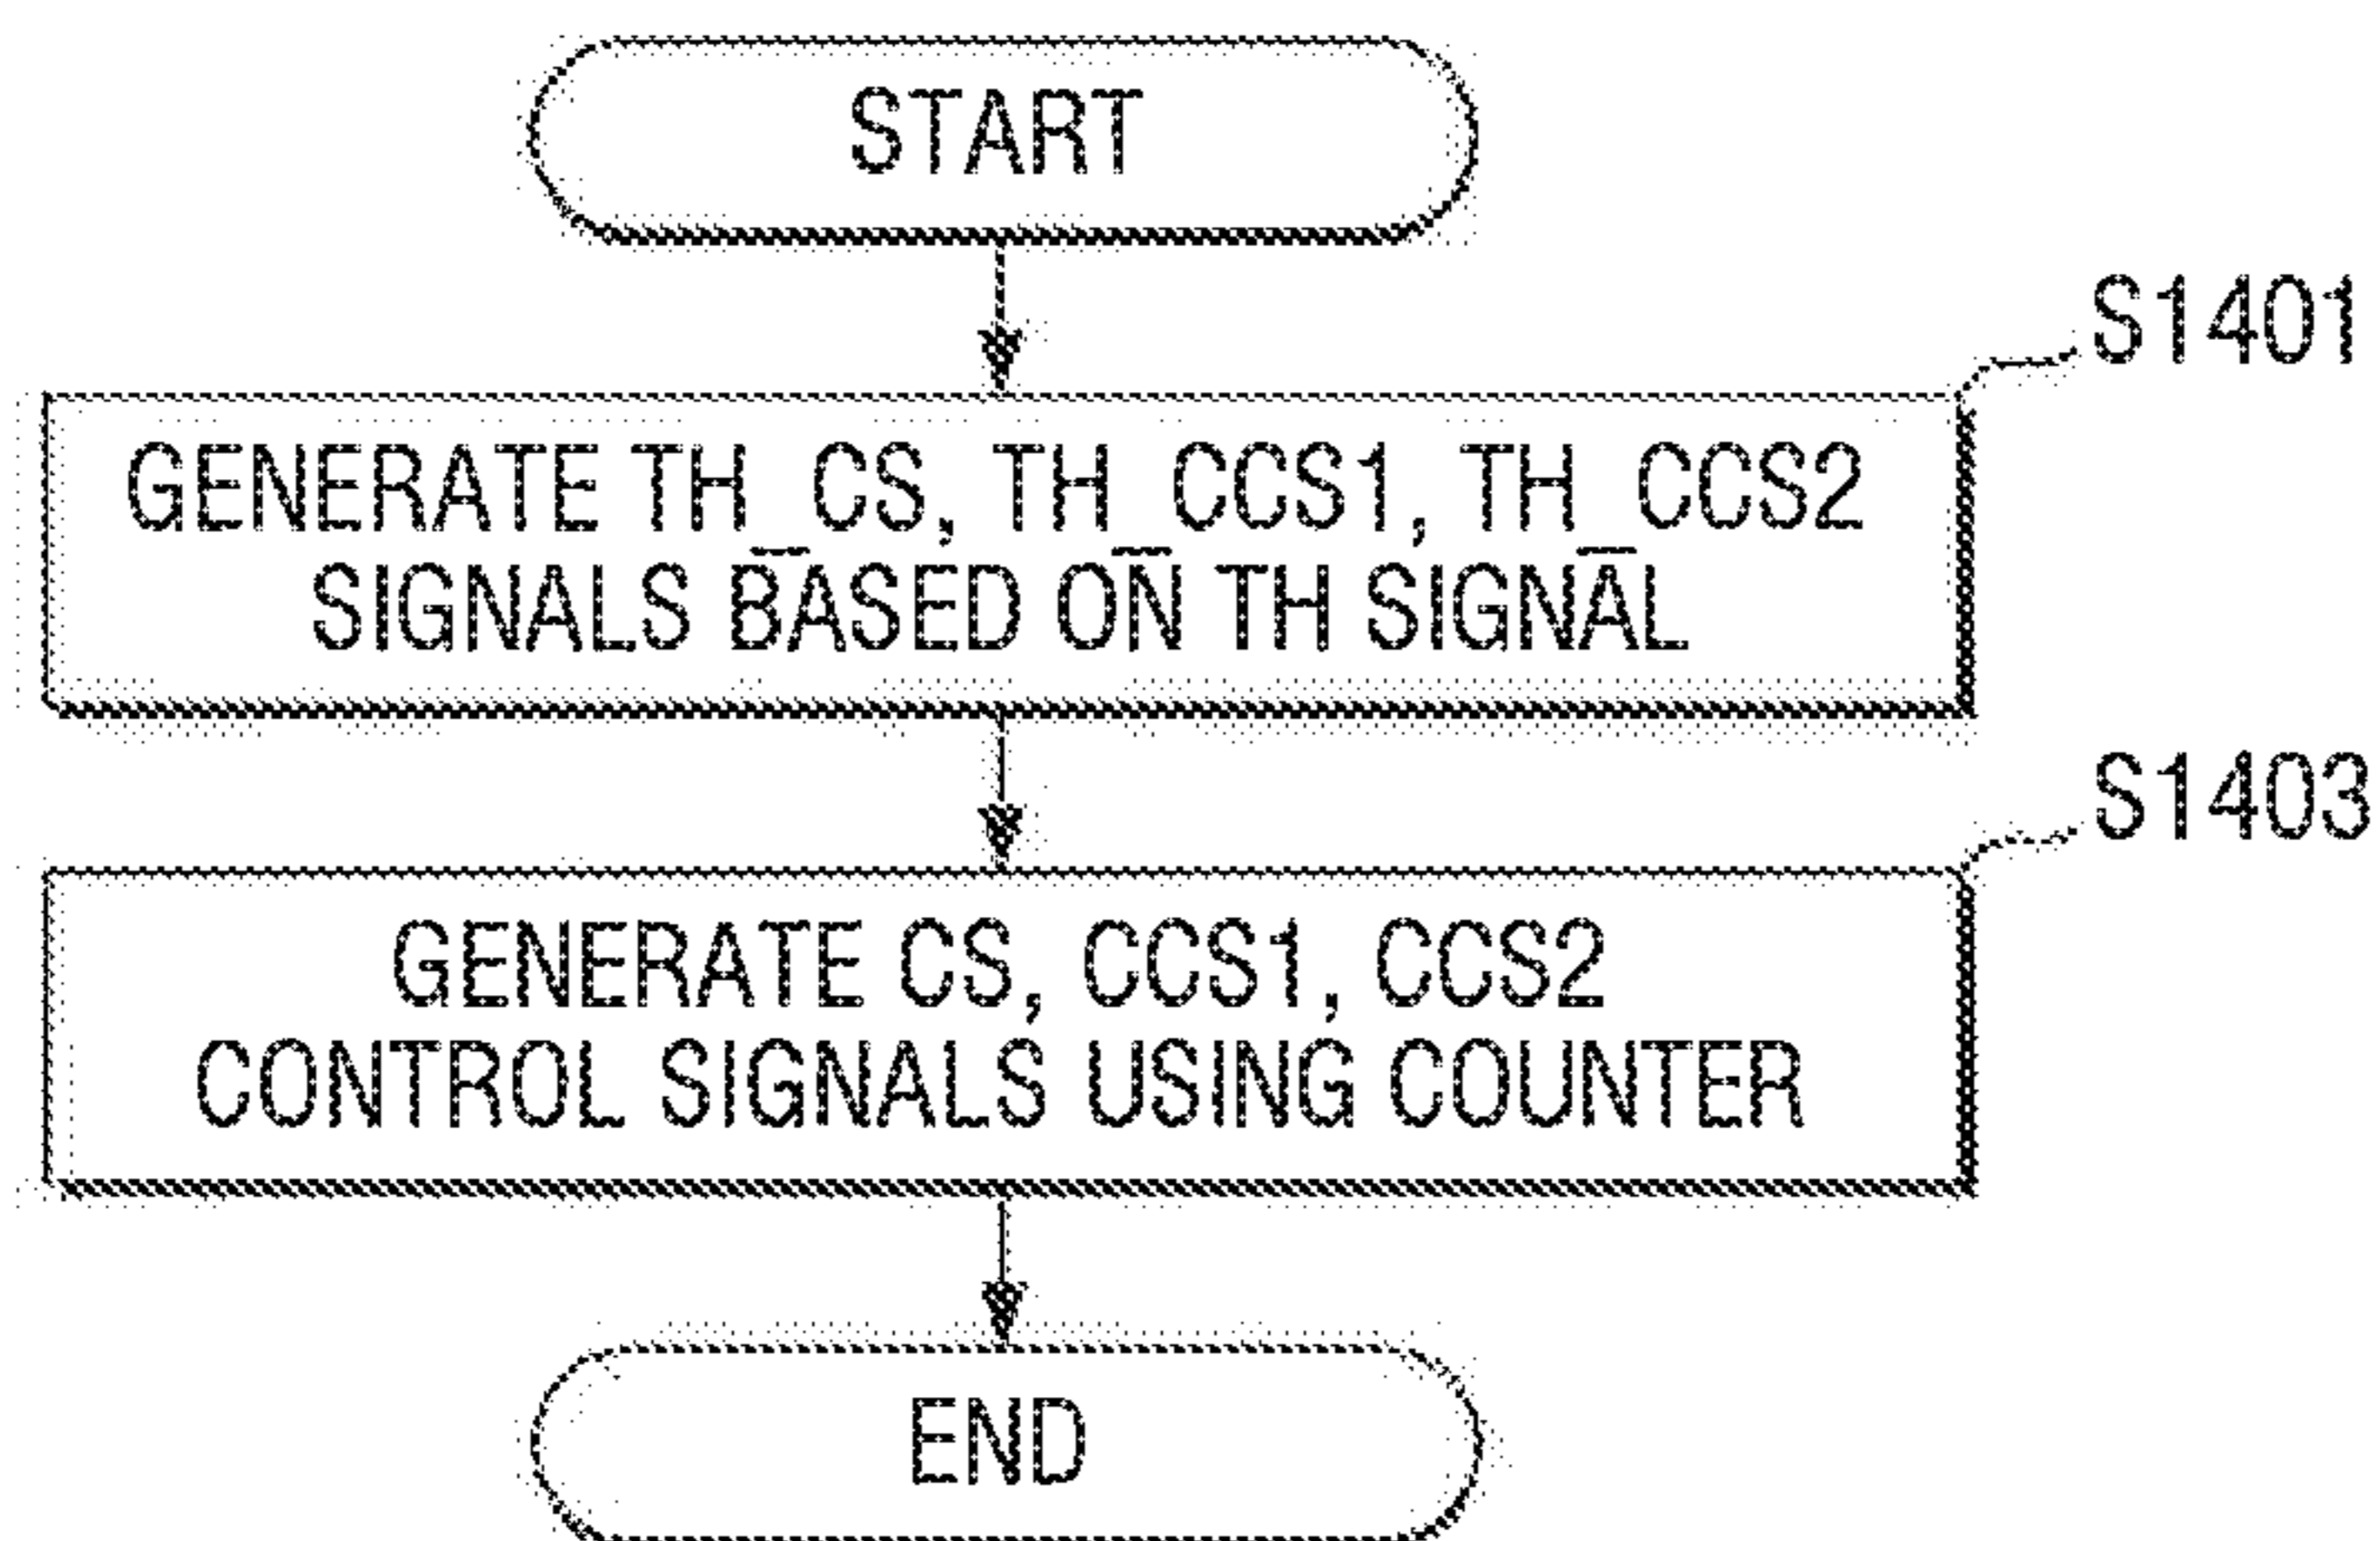 START
S1401
GENERATE TH_CS, TH_CCS1, TH_CCS2
SIGNALS BASED ON TH SIGNAL
S1403
GENERATE CS, CCS1, CCS2
CONTROL SIGNALS USING COUNTER
END